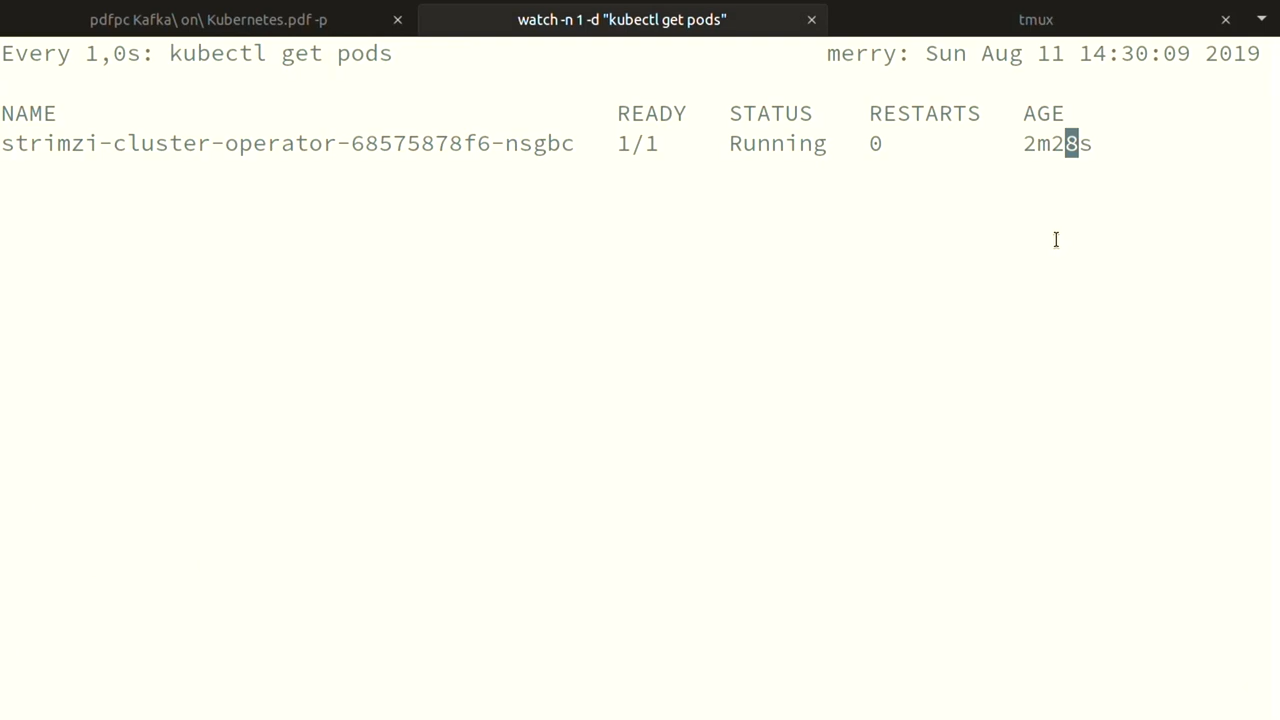 pdfpc Kafka\ on\ Kubernetes.pdf -p × watch -n 1 -d "kubectl get pods" × tmux ×
Every 1,0s: kubectl get pods merry: Sun Aug 11 14:30:09 2019
NAME READY STATUS RESTARTS AGE
strimzi-cluster-operator-68575878f6-nsgbc 1/1 Running 0 2m28s